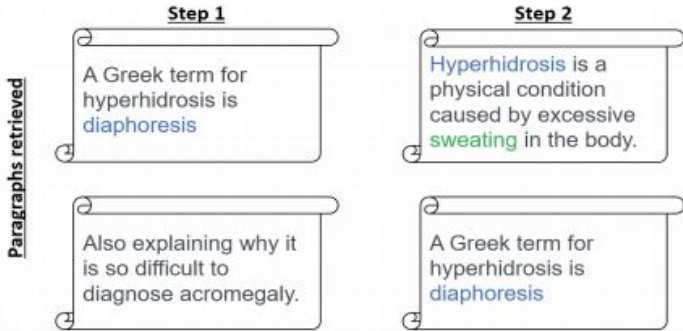 Step 1
Step 2
Paragraphs retrieved
A Greek term for
hyperhidrosis is
diaphoresis
Hyperhidrosis is a
physical condition
caused by excessive
sweating in the body.
Also explaining why it
is so difficult to
diagnose acromegaly.
A Greek term for
hyperhidrosis is
diaphoresis